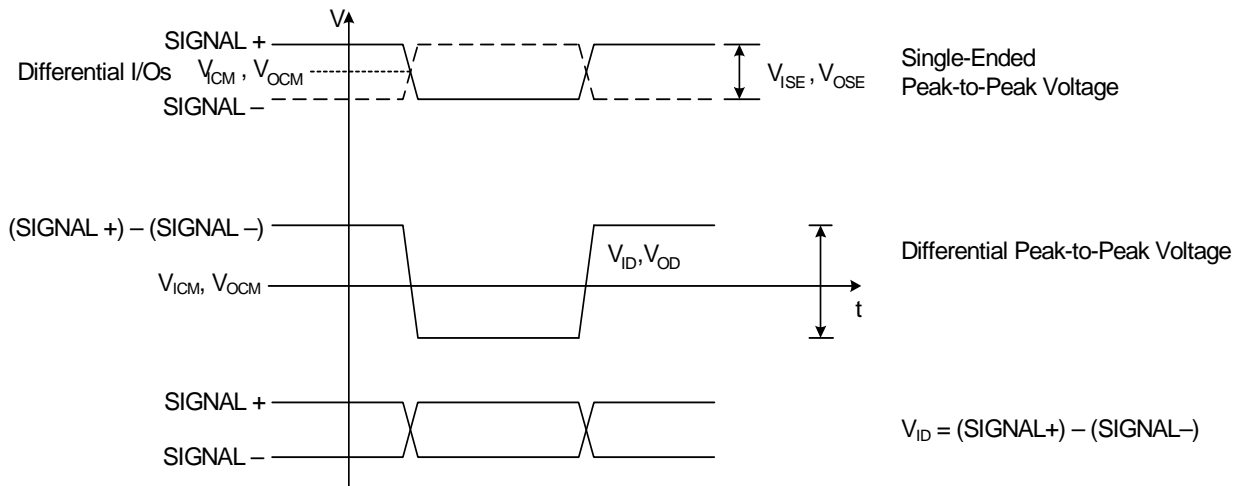 V
SIGNAL +
Differential I/Os V_ICM , V_OCM
SIGNAL –
V_ISE , V_OSE
Single-Ended
Peak-to-Peak Voltage
(SIGNAL +) – (SIGNAL –)
V_ID, V_OD
Differential Peak-to-Peak Voltage
V_ICM, V_OCM
t
SIGNAL +
SIGNAL –
V_ID = (SIGNAL+) – (SIGNAL–)